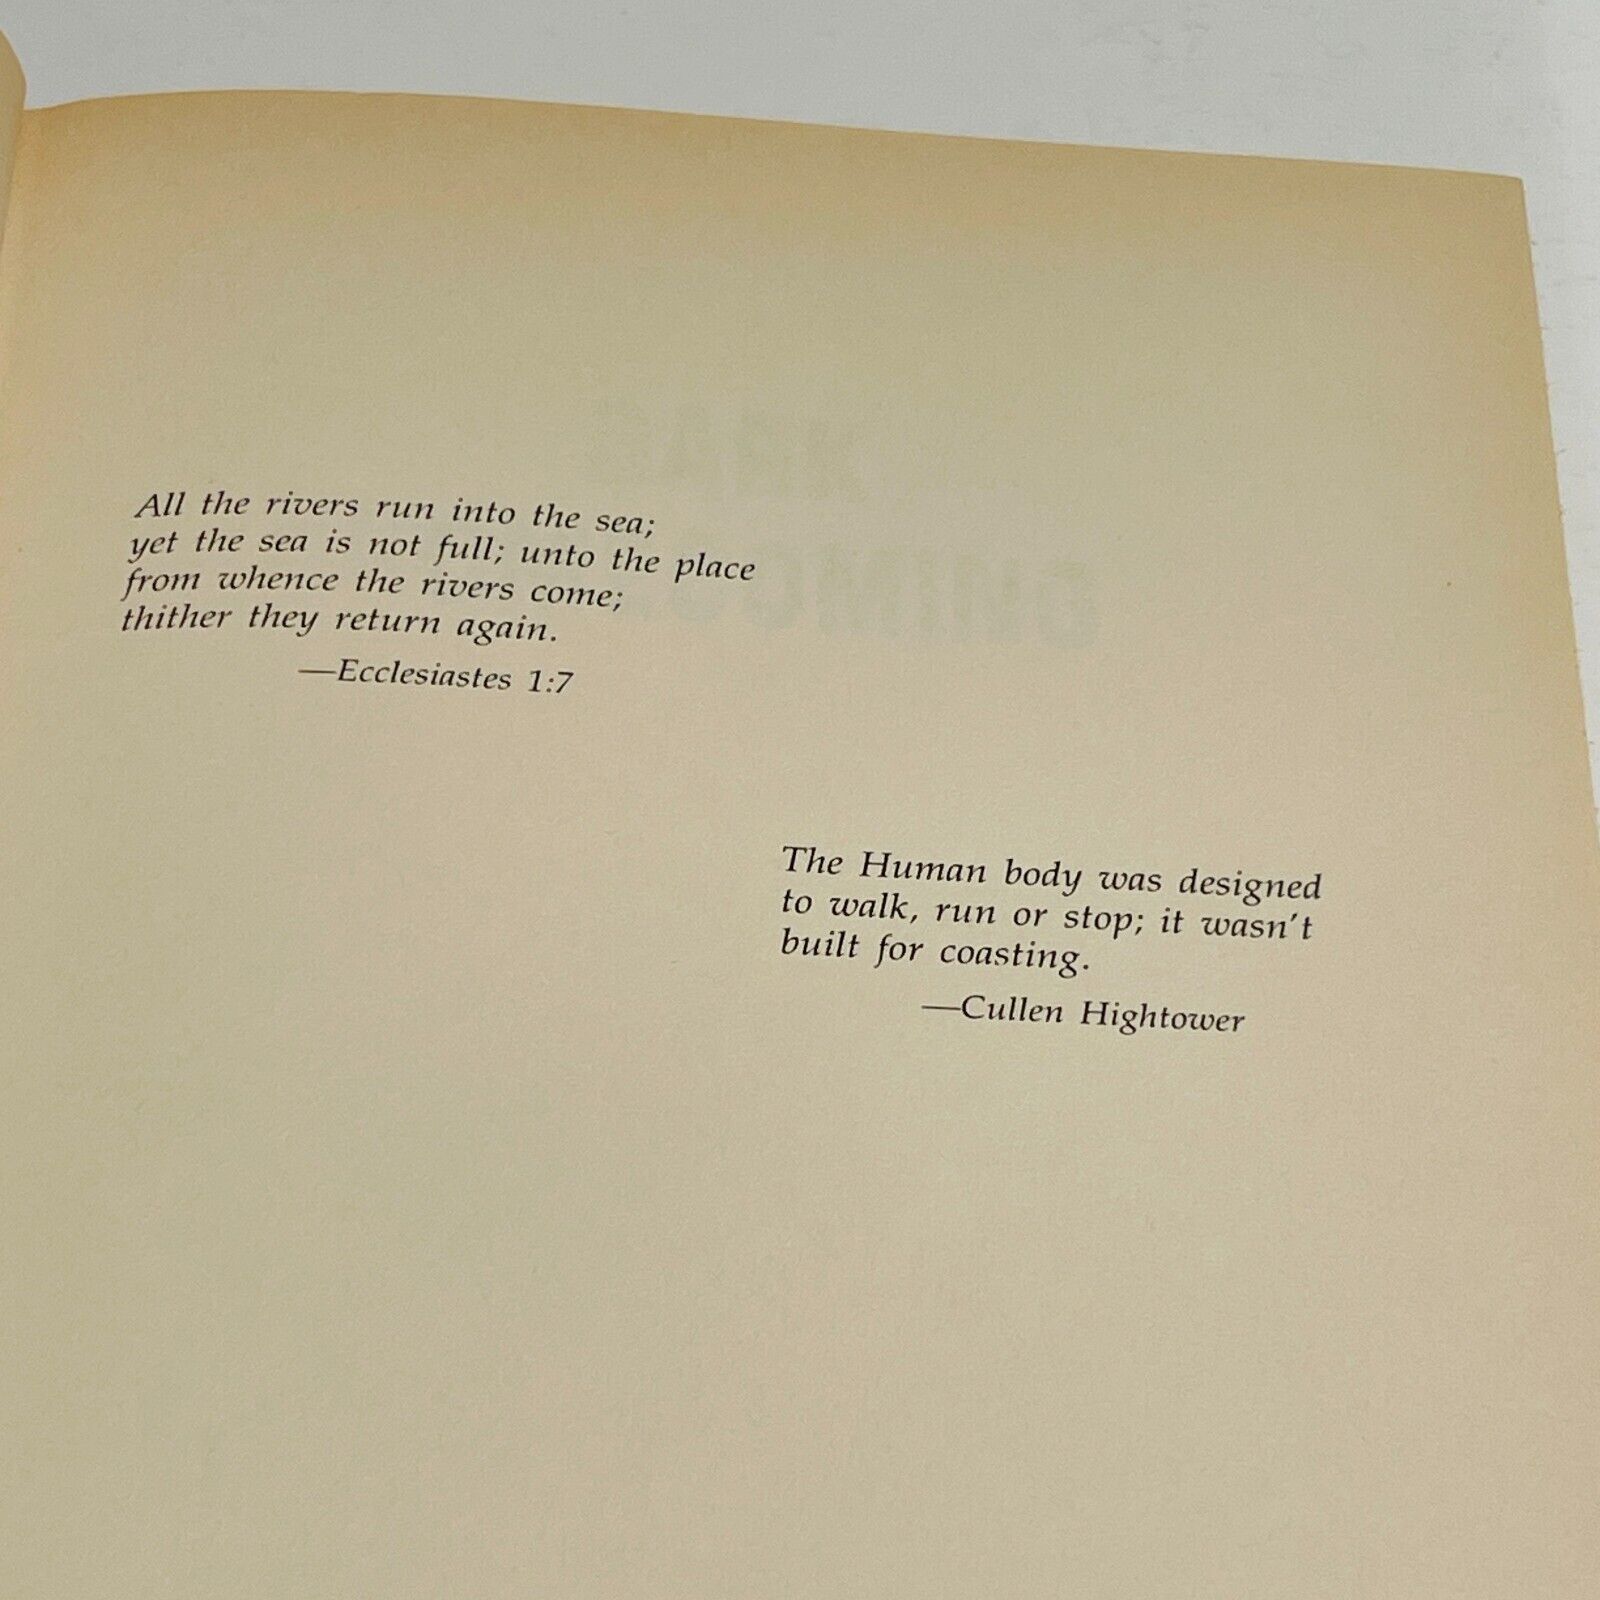 All the rivers run into the sea;
yet the sea is not full; unto the place
from whence the rivers come;
thither they return again.
—Ecclesiastes 1:7
The Human body was designed
to walk, run or stop; it wasn't
built for coasting.
—Cullen Hightower